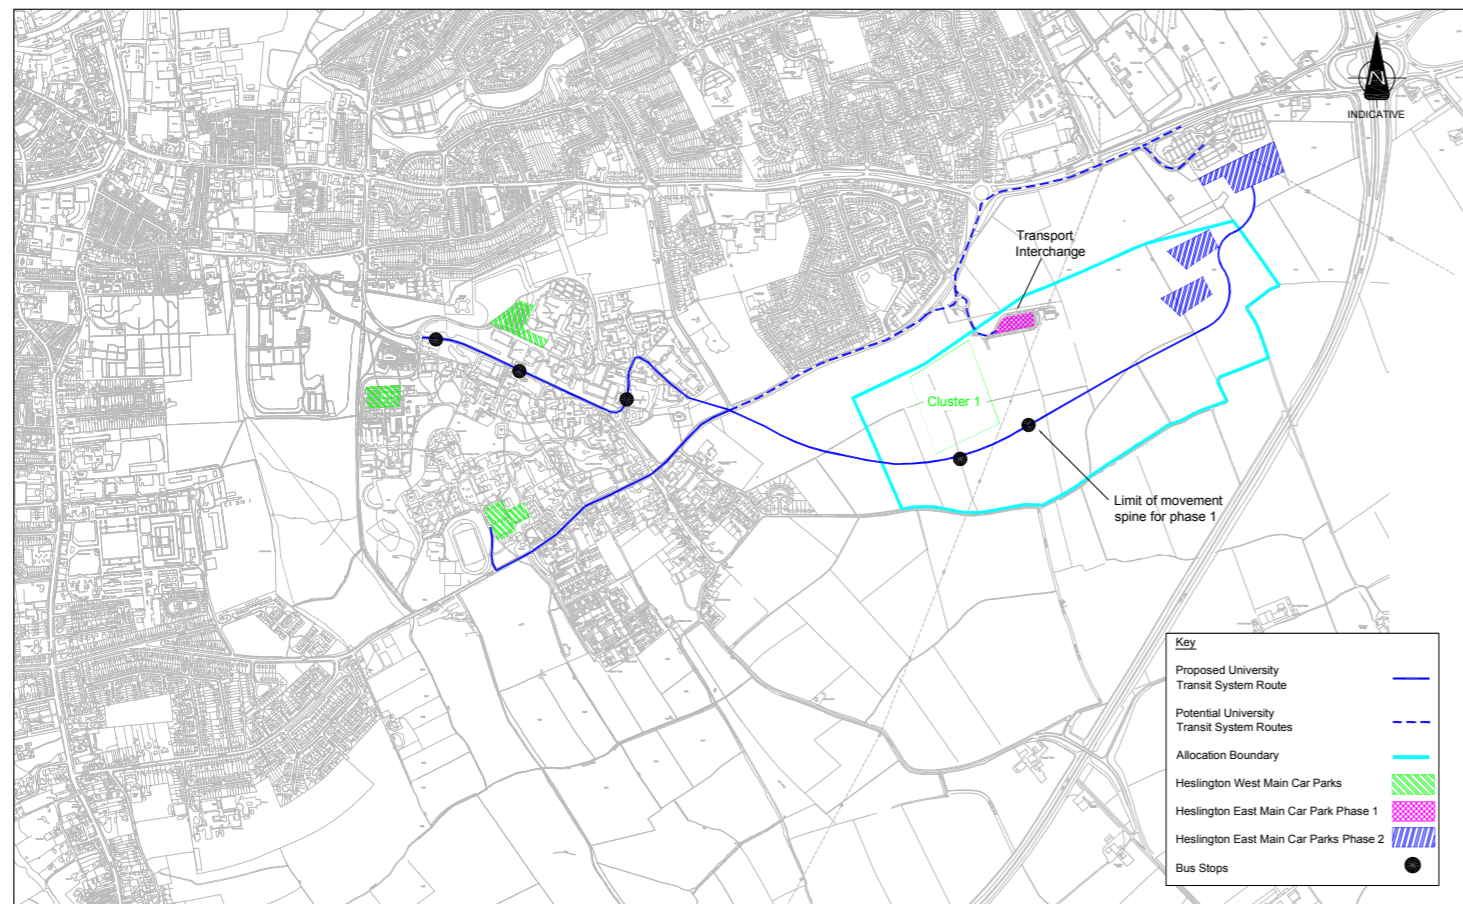 N
INDICATIVE
Transport
Interchange
Cluster 1
Limit of movement
spine for phase 1
Key
Proposed University
Transit System Route
Potential University
Transit System Routes
Allocation Boundary
Heslington West Main Car Parks
Heslington East Main Car Park Phase 1
Heslington East Main Car Parks Phase 2
Bus Stops